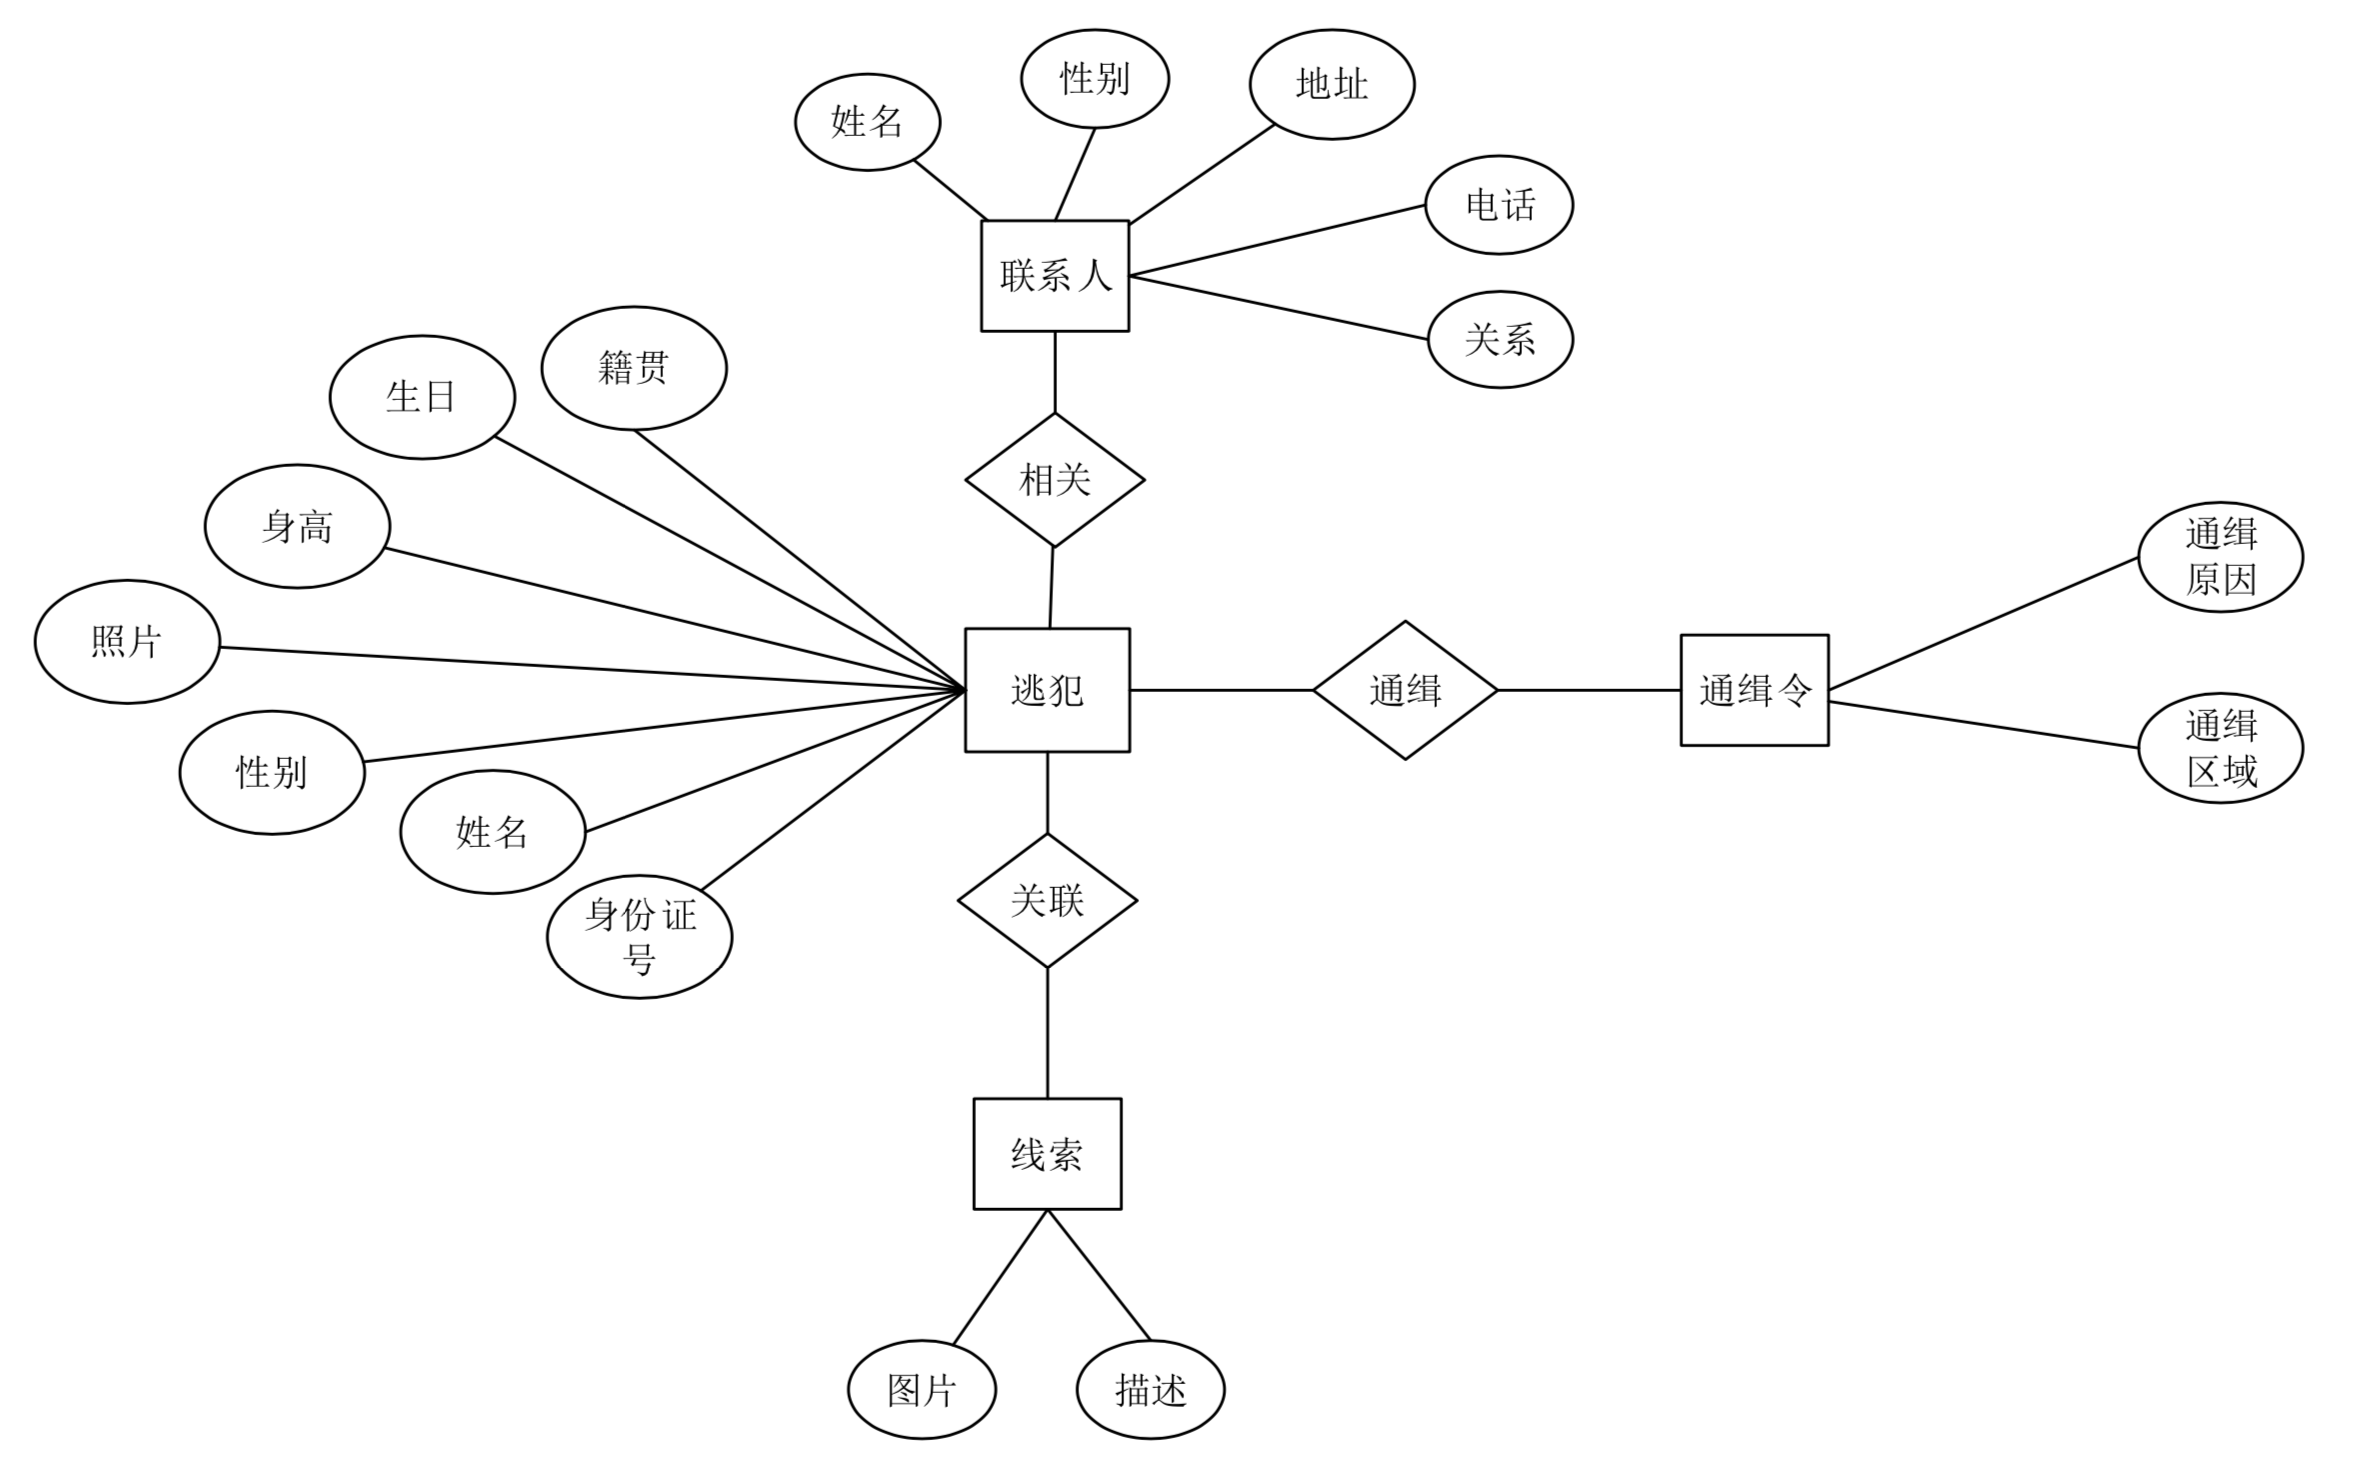 性别
地址
姓名
电话
联系人
关系
籍贯
生日
相关
身高
通缉
原因
照片
逃犯
通缉
通缉令
通缉
区域
性别
姓名
关联
身份证
号
线索
图片
描述